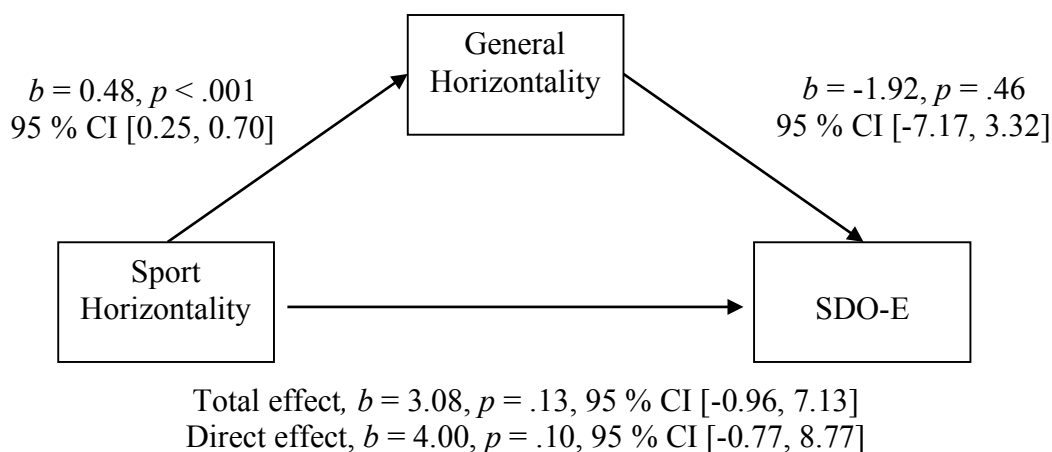 General
Horizontality
b = 0.48, p < .001
95 % CI [0.25, 0.70]
b = -1.92, p = .46
95 % CI [-7.17, 3.32]
Sport
Horizontality
SDO-E
Total effect, b = 3.08, p = .13, 95 % CI [-0.96, 7.13]
Direct effect, b = 4.00, p = .10, 95 % CI [-0.77, 8.77]